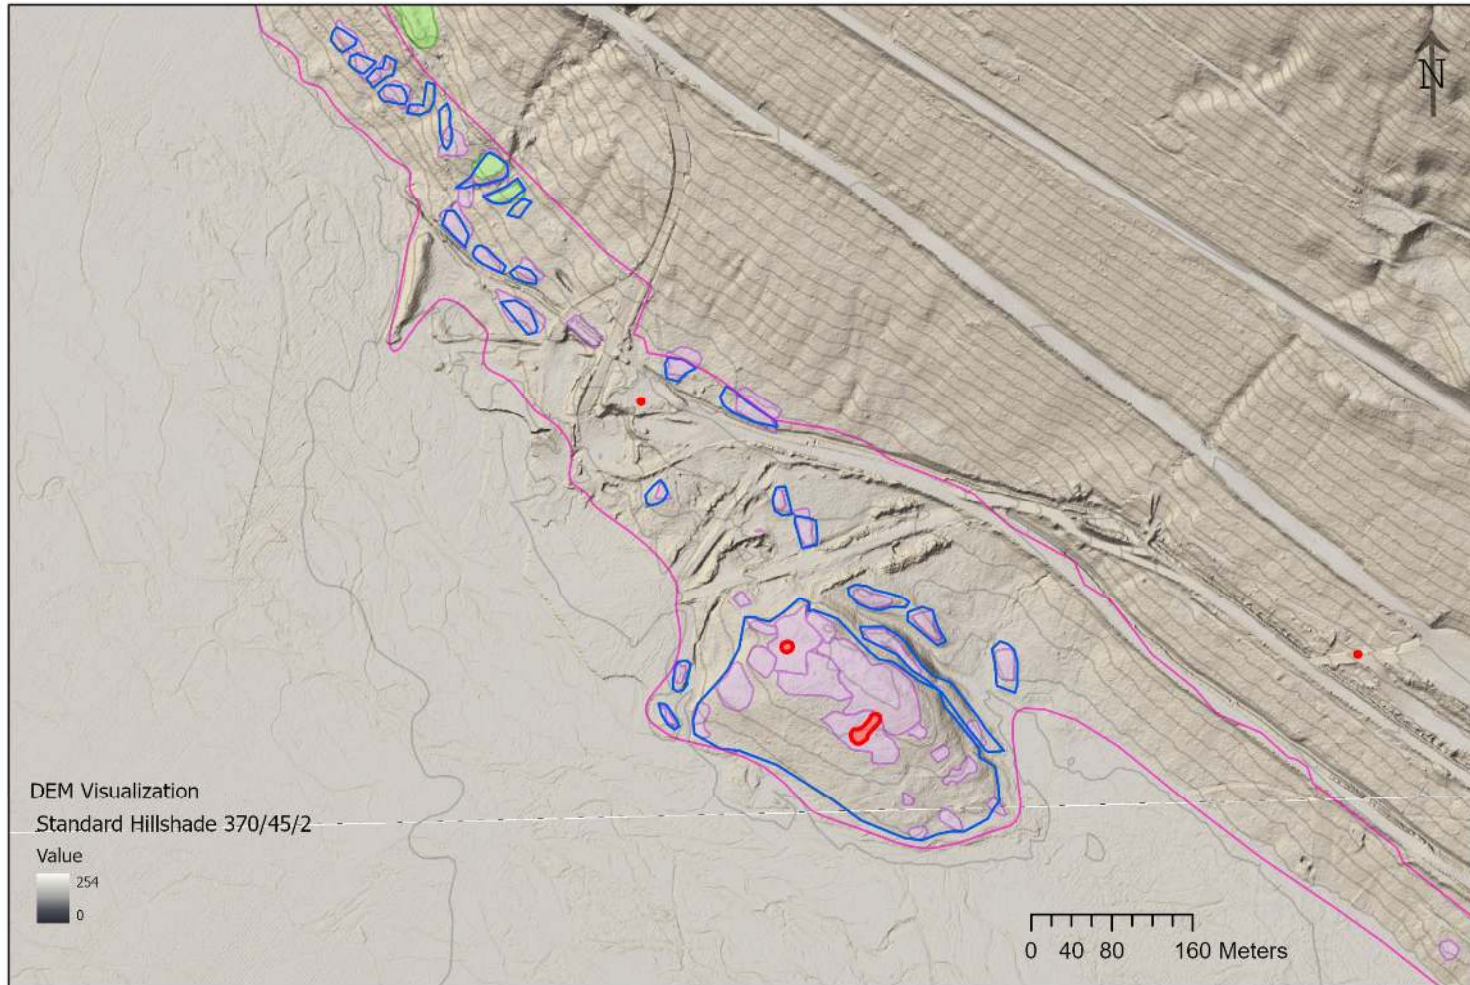 N
DEM Visualization
Standard Hillshade 370/45/2
Value
254
0
0 40 80 160 Meters